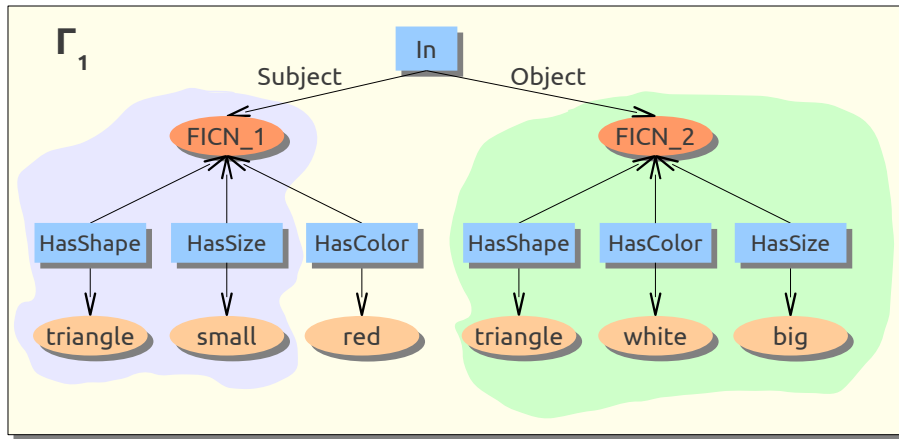 Γ1
In
Subject
Object
FICN_1
FICN_2
HasShape
HasSize
HasColor
HasShape
HasColor
HasSize
triangle
small
red
triangle
white
big